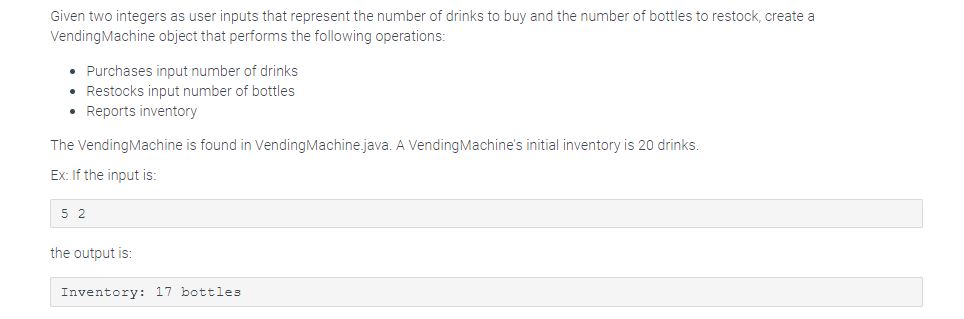 Given two integers as user inputs that represent the number of drinks to buy and the number of bottles to restock, create a
VendingMachine object that performs the following operations:
• Purchases input number of drinks
• Restocks input number of bottles
• Reports inventory
The VendingMachine is found in VendingMachine.java. A VendingMachine's initial inventory is 20 drinks.
Ex: If the input is:
5 2
the output is:
Inventory: 17 bottles